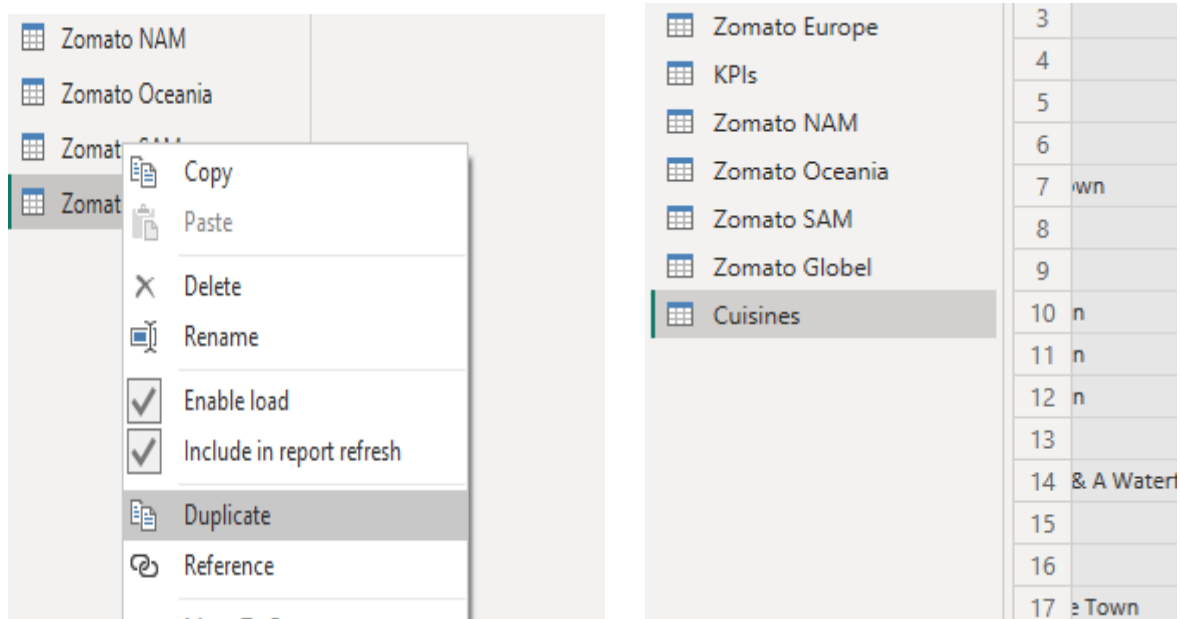 Zomato NAM
Zomato Oceania
Copy
Paste
Delete
Rename
Enable load
Include in report refresh
Duplicate
Reference
Zomato Europe
KPIs
Zomato NAM
Zomato Oceania
Zomato SAM
Zomato Globel
Cuisines
3
4
5
6
7
8
9
10
11
12
13
14 & A
15
16
17 Town